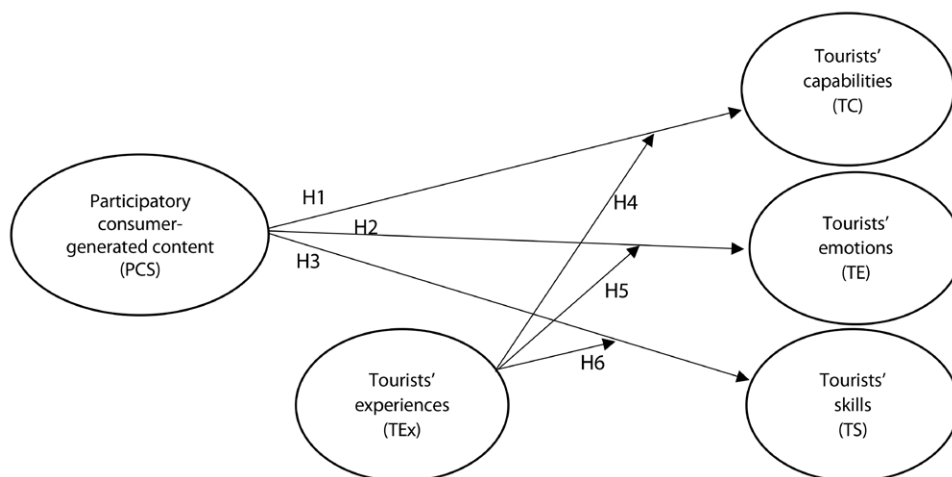 Tourists’
capabilities
(TC)
Participatory
consumer-
generated content
(PCS)
H1
H2
H3
H4
H5
H6
Tourists’
emotions
(TE)
Tourists’
experiences
(TEx)
Tourists’
skills
(TS)